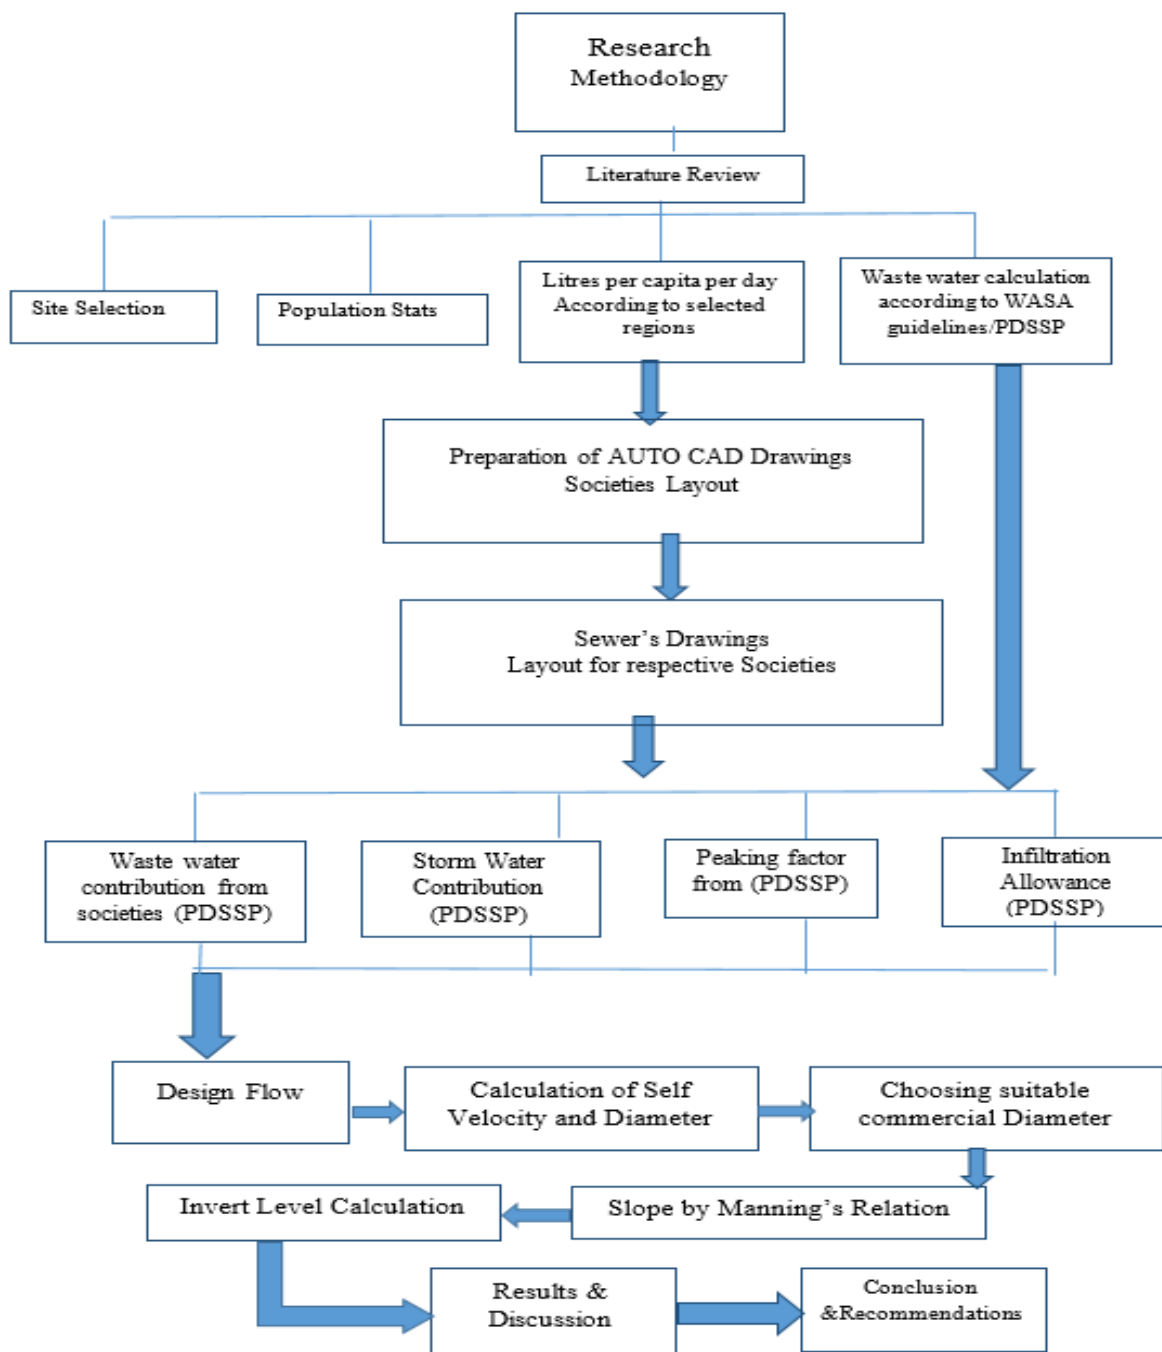 Research
Methodology
Literature Review
Site Selection
Population Stats
Litres per capita per day
According to selected
regions
Waste water calculation
according to WASA
guidelines/PDSSP
Preparation of AUTO CAD Drawings
Societies Layout
Sewer’s Drawings
Layout for respective Societies
Waste water
contribution from
societies (PDSSP)
Storm Water
Contribution
(PDSSP)
Peaking factor
from (PDSSP)
Infiltration
Allowance
(PDSSP)
Design Flow
Calculation of Self
Velocity and Diameter
Choosing suitable
commercial Diameter
Slope by Manning’s Relation
Invert Level Calculation
Results &
Discussion
Conclusion
&Recommendations